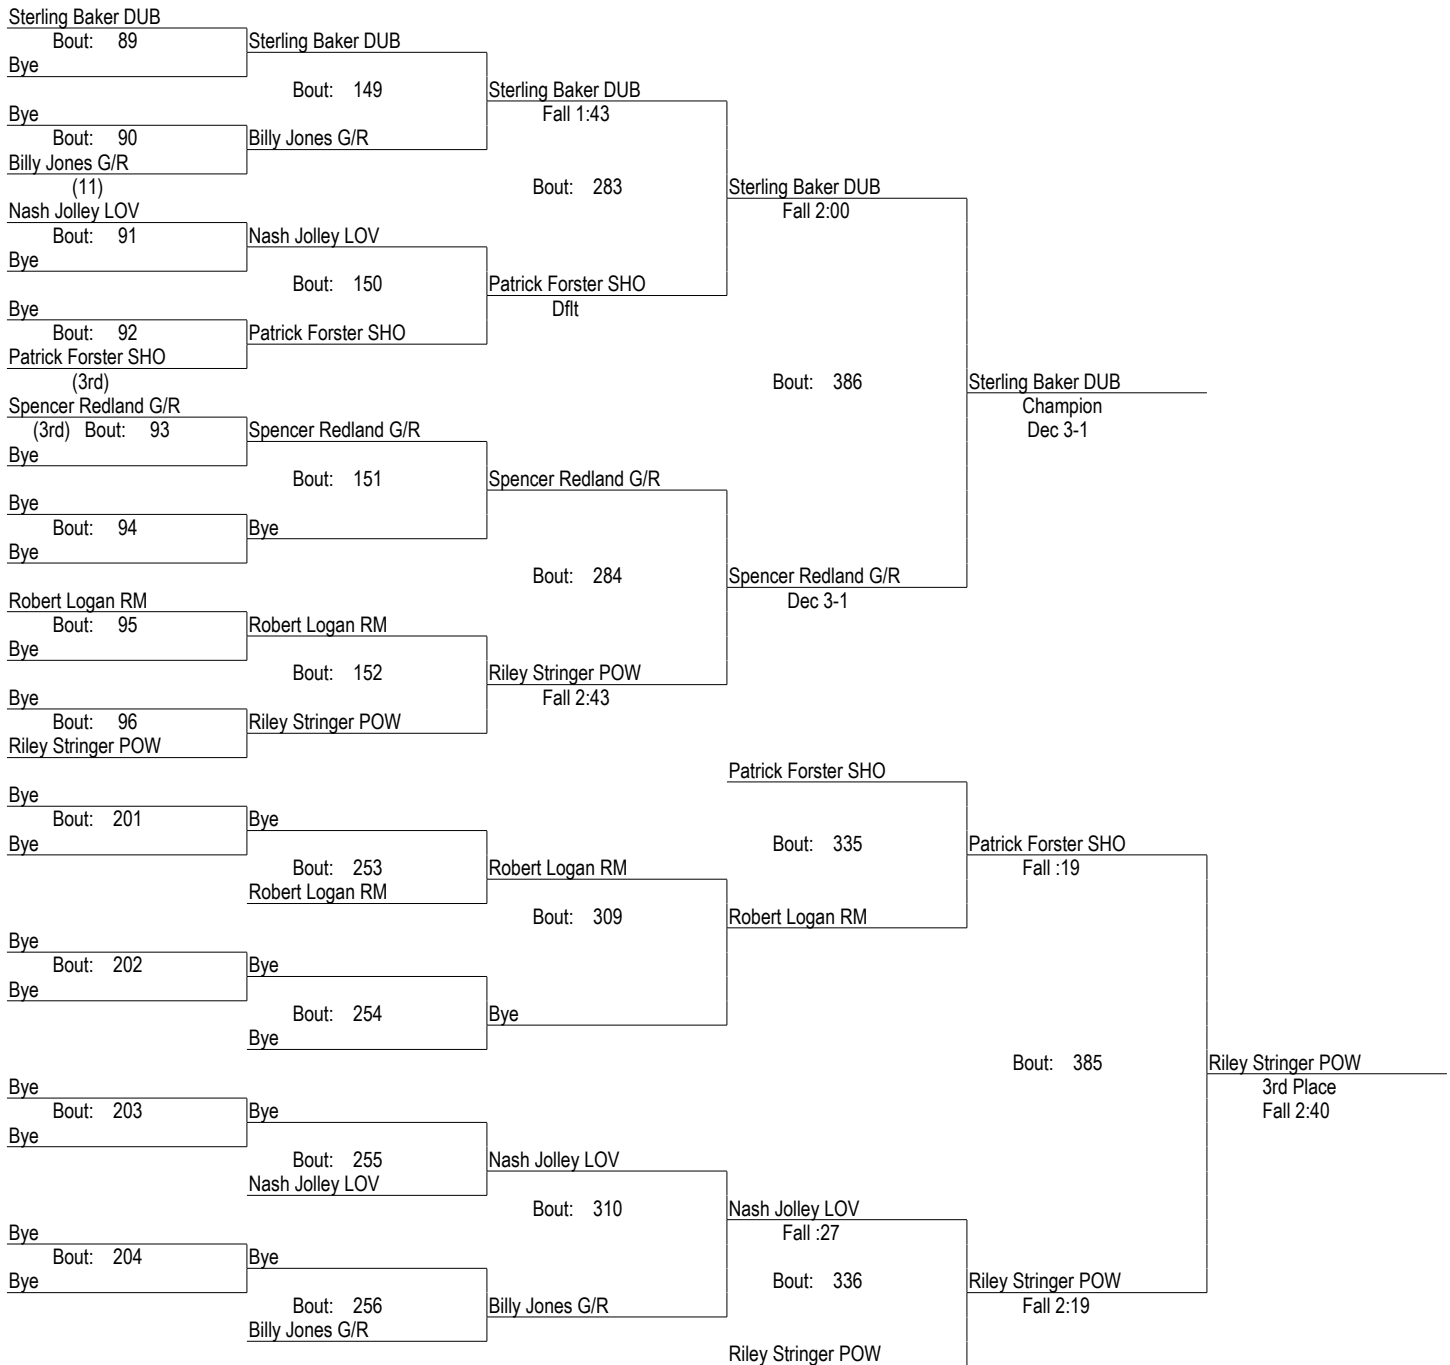 Sterling Baker DUB
Bout: 89
Sterling Baker DUB
Bye
Bout: 149
Sterling Baker DUB
Fall 1:43
Bye
Bout: 90
Billy Jones G/R
Billy Jones G/R
(11)
Bout: 283
Sterling Baker DUB
Fall 2:00
Nash Jolley LOV
Bout: 91
Nash Jolley LOV
Bye
Bout: 150
Patrick Forster SHO
Dflt
Bye
Bout: 92
Patrick Forster SHO
Patrick Forster SHO
(3rd)
Bout: 386
Sterling Baker DUB
Champion
Dec 3-1
Spencer Redland G/R
(3rd) Bout: 93
Spencer Redland G/R
Bye
Bout: 151
Spencer Redland G/R
Bye
Bout: 94
Bye
Bye
Bout: 284
Spencer Redland G/R
Dec 3-1
Robert Logan RM
Bout: 95
Robert Logan RM
Bye
Bout: 152
Riley Stringer POW
Fall 2:43
Bye
Bout: 96
Riley Stringer POW
Riley Stringer POW
Patrick Forster SHO
Bye
Bout: 201
Bye
Bye
Bout: 335
Patrick Forster SHO
Fall :19
Bout: 253
Robert Logan RM
Robert Logan RM
Bout: 309
Robert Logan RM
Bye
Bout: 202
Bye
Bye
Bout: 254
Bye
Bye
Bout: 385
Riley Stringer POW
3rd Place
Fall 2:40
Bye
Bout: 203
Bye
Bye
Bout: 255
Nash Jolley LOV
Nash Jolley LOV
Bout: 310
Nash Jolley LOV
Fall :27
Bye
Bout: 204
Bye
Bye
Bout: 336
Riley Stringer POW
Fall 2:19
Bout: 256
Billy Jones G/R
Billy Jones G/R
Riley Stringer POW